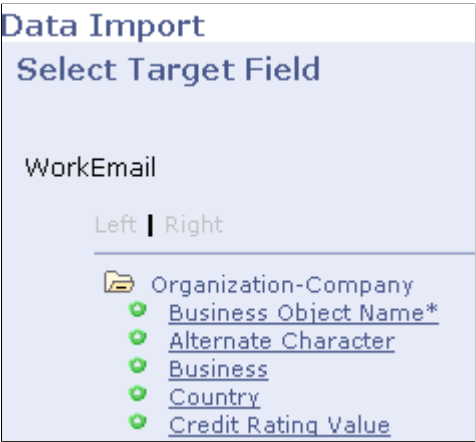 Data Import
Select Target Field
WorkEmail
Left | Right
Organization-Company
Business Object Name*
Alternate Character
Business
Country
Credit Rating Value